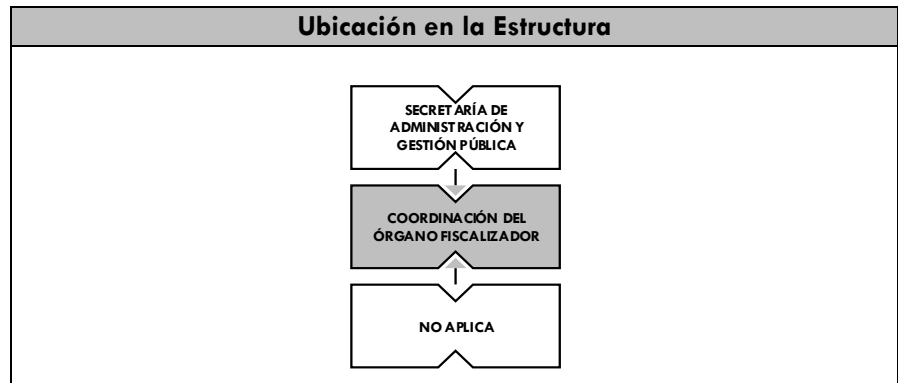 Ubicación en la Estructura
SECRETARÍA DE
ADMINISTRACIÓN Y
GESTIÓN PÚBLICA
COORDINACIÓN DEL
ÓRGANO FISCALIZADOR
NO APLICA